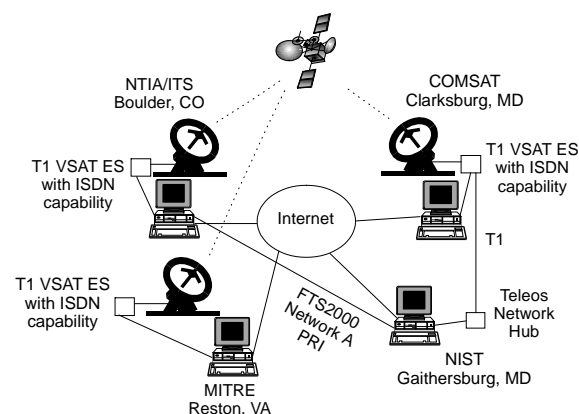 NTIA/ITS
Boulder, CO
COMSAT
Clarksburg, MD
T1 VSAT ES
with ISDN
capability
T1 VSAT ES
with ISDN
capability
Internet
T1
T1 VSAT ES
with ISDN
capability
FTS2000
Network A
PRI
Teleos
Network
Hub
MITRE
Reston, VA
NIST
Gaithersburg, MD